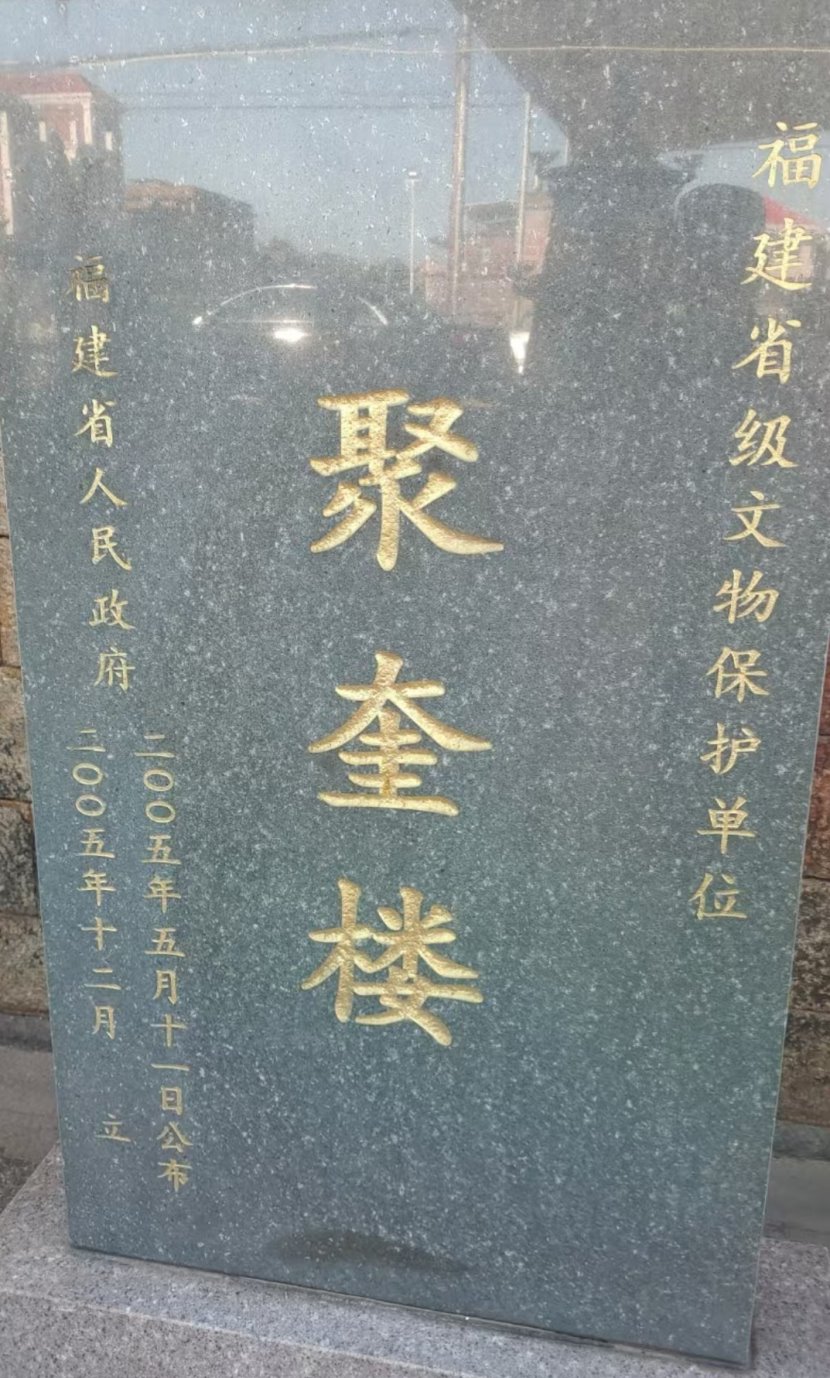 福建省级文物保护单位
聚奎楼
福建省人民政府
二〇〇五年五月十一日公布
二〇〇五年十二月 立